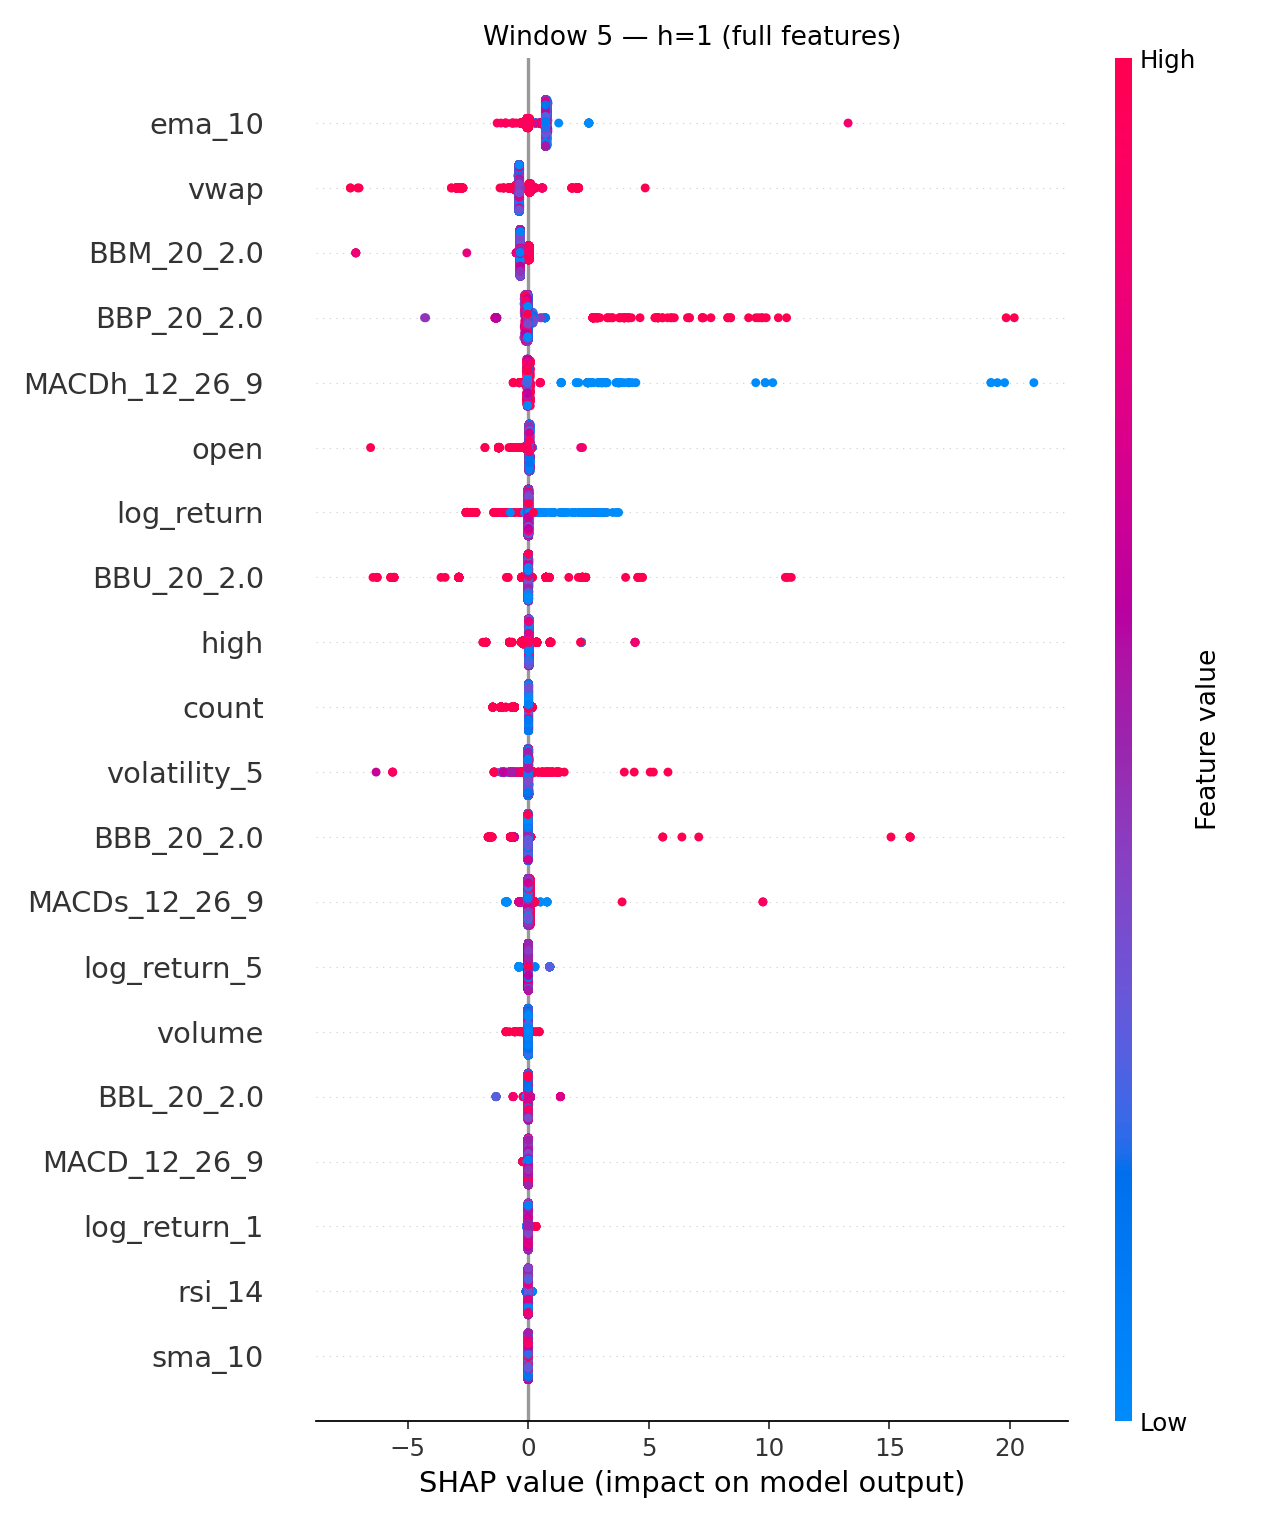 Window 5 — h=1 (full features)
High
ema_10
vwap
BBM_20_2.0
BBP_20_2.0
MACDh_12_26_9
open
log_return
BBU_20_2.0
high
count
volatility_5
BBB_20_2.0
MACDs_12_26_9
log_return_5
volume
BBL_20_2.0
MACD_12_26_9
log_return_1
rsi_14
sma_10
Feature value
Low
−5 0 5 10 15 20
SHAP value (impact on model output)